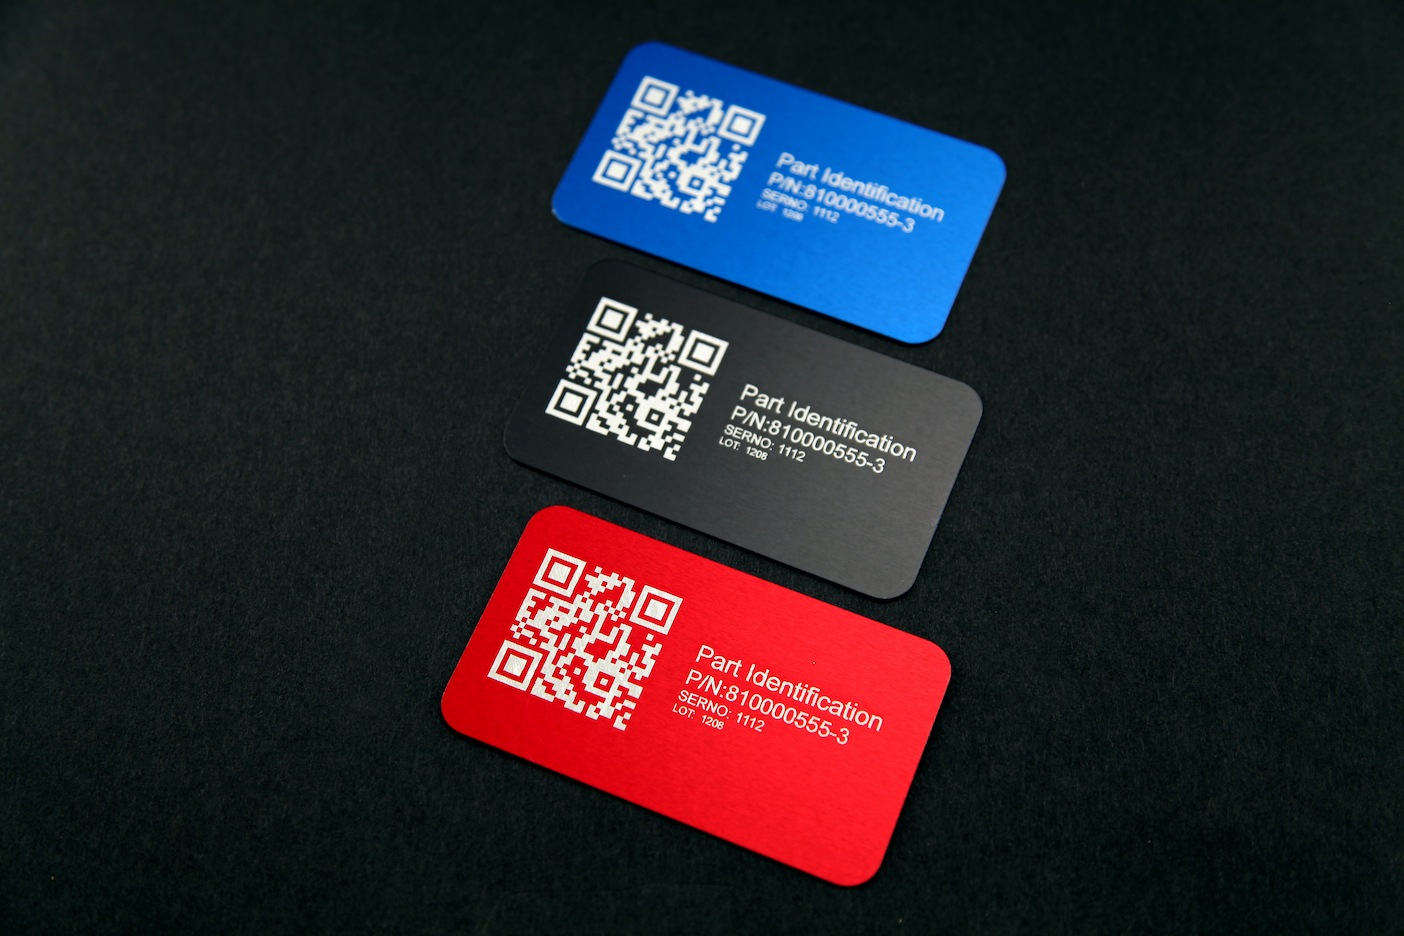 Part Identification
P/N:810000555-3
SERNO: 1112
LOT: 1208
Part Identification
P/N:810000555-3
SERNO: 1112
LOT: 1208
Part Identification
P/N:810000555-3
SERNO: 1112
LOT: 1208